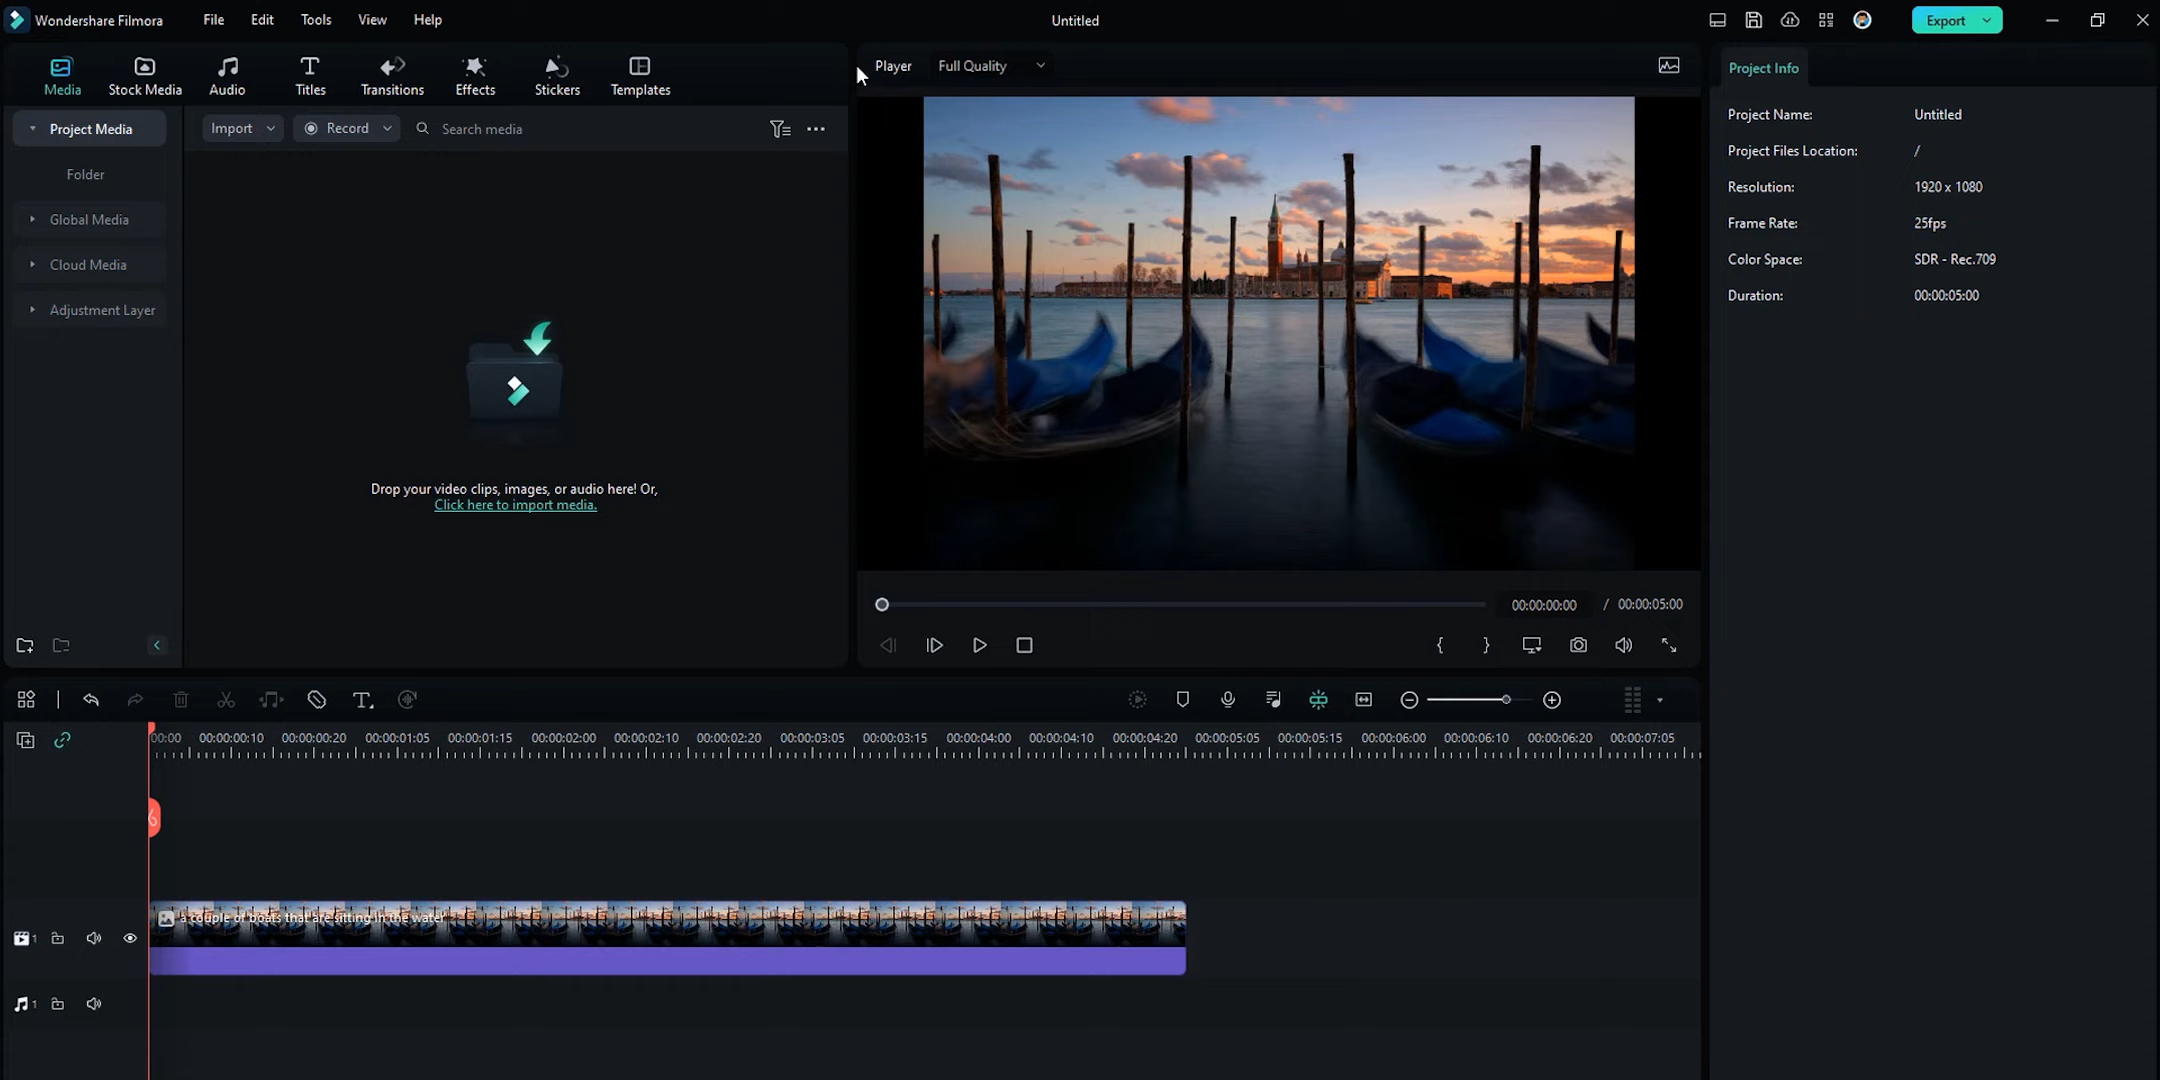 Wondershare Filmora File Edit Tools View Help Untitled Export
Media Stock Media Audio Titles Transitions Effects Stickers Templates
Project Media
Folder
Global Media
Cloud Media
Adjustment Layer
Import Record Search media
Drop your video clips, images, or audio here! Or,
Click here to import media.
Player Full Quality
00:00:00:00 / 00:00:05:00
Project Info
Project Name: Untitled
Project Files Location: /
Resolution: 1920 x 1080
Frame Rate: 25fps
Color Space: SDR - Rec.709
Duration: 00:00:05:00
00:00 00:00:00:10 00:00:00:20 00:00:01:05 00:00:01:15 00:00:02:00 00:00:02:10 00:00:02:20 00:00:03:05 00:00:03:15 00:00:04:00 00:00:04:10 00:00:04:20 00:00:05:05 00:00:05:15 00:00:06:00 00:00:06:10 00:00:06:20 00:00:07:05
a couple of boats that are sitting in the water
1
1